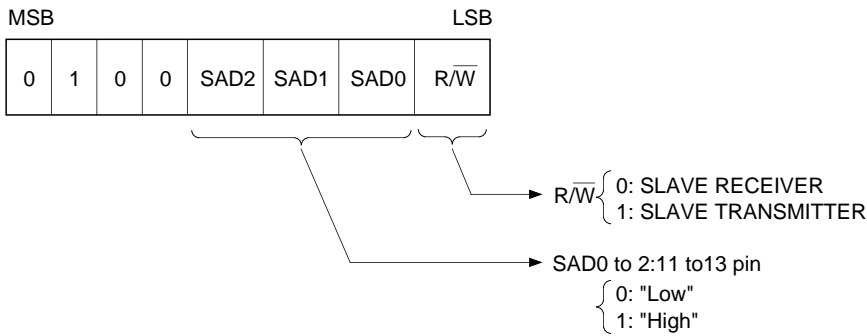 MSB LSB
0 1 0 0 SAD2 SAD1 SAD0 R/W̅
R/W̅ 0: SLAVE RECEIVER
1: SLAVE TRANSMITTER
SAD0 to 2:11 to13 pin
0: "Low"
1: "High"